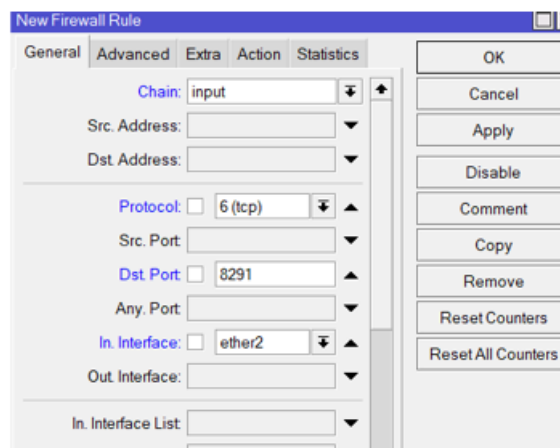 New Firewall Rule
General Advanced Extra Action Statistics
Chain: input
Src. Address:
Dst. Address:
Protocol: 6 (tcp)
Src. Port:
Dst. Port: 8291
Any. Port:
In. Interface: ether2
Out. Interface:
In. Interface List:
OK
Cancel
Apply
Disable
Comment
Copy
Remove
Reset Counters
Reset All Counters